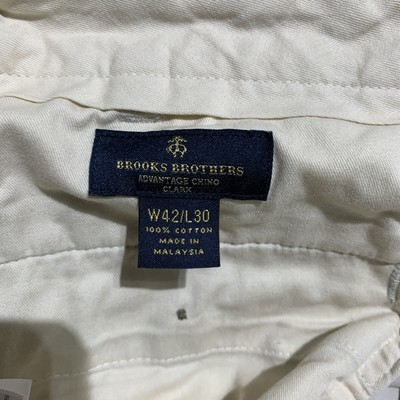 BROOKS BROTHERS
ADVANTAGE CHINO
CLARK
W42/L30
100% COTTON
MADE IN
MALAYSIA